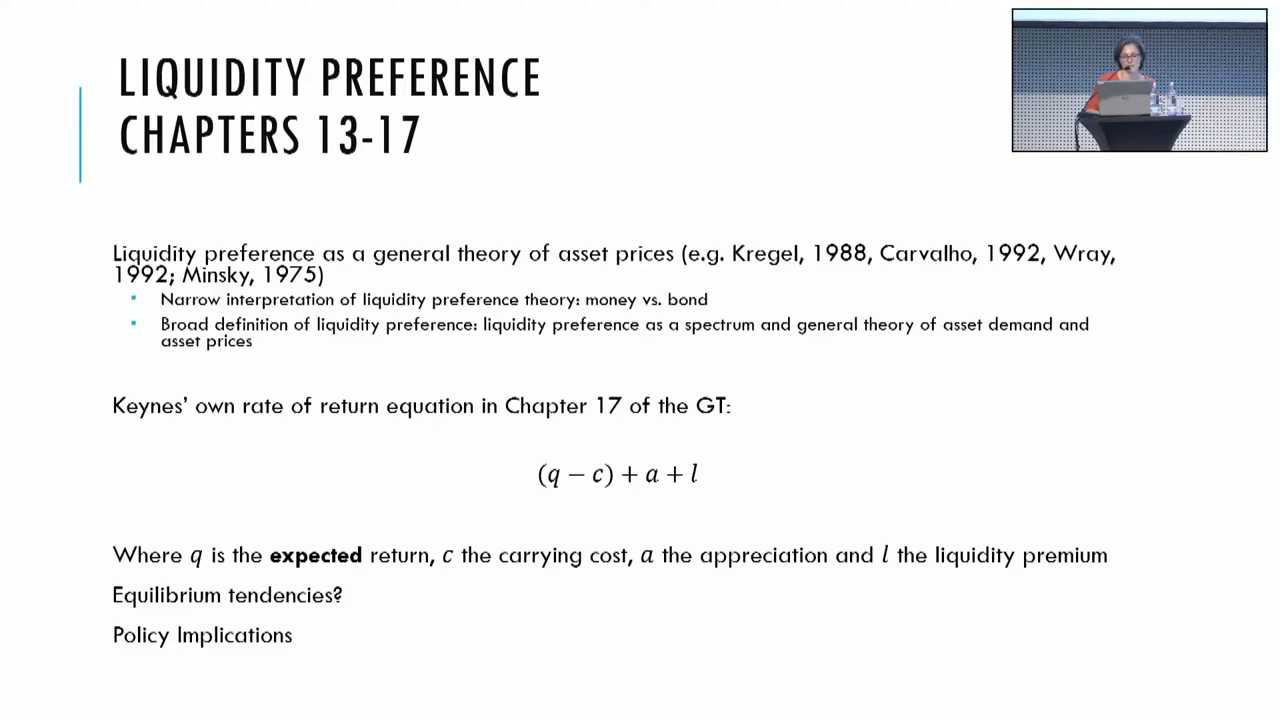 LIQUIDITY PREFERENCE
CHAPTERS 13-17
Liquidity preference as a general theory of asset prices (e.g. Kregel, 1988, Carvalho, 1992, Wray,
1992; Minsky, 1975)
▪ Narrow interpretation of liquidity preference theory: money vs. bond
▪ Broad definition of liquidity preference: liquidity preference as a spectrum and general theory of asset demand and
asset prices
Keynes’ own rate of return equation in Chapter 17 of the GT:
(q − c) + a + l
Where q is the expected return, c the carrying cost, a the appreciation and l the liquidity premium
Equilibrium tendencies?
Policy Implications